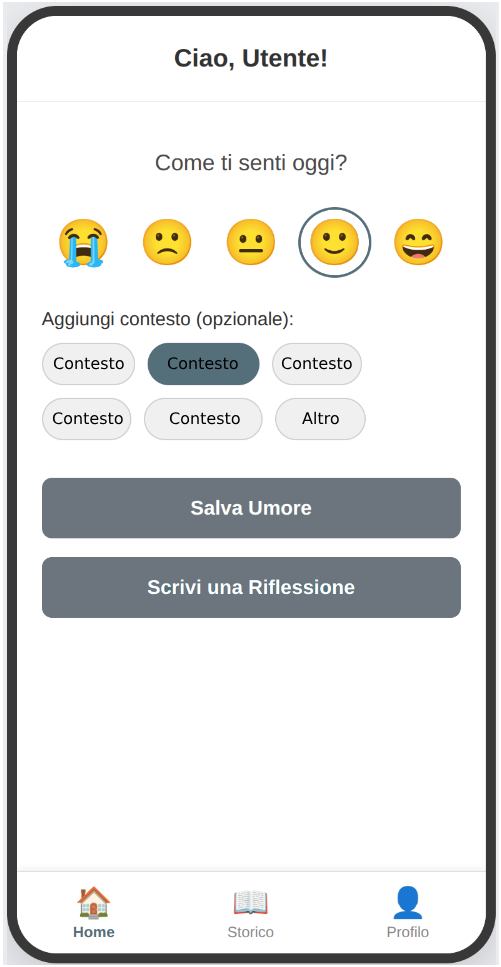 Ciao, Utente!
Come ti senti oggi?
Aggiungi contesto (opzionale):
Contesto Contesto Contesto
Contesto Contesto Altro
Salva Umore
Scrivi una Riflessione
Home Storico Profilo